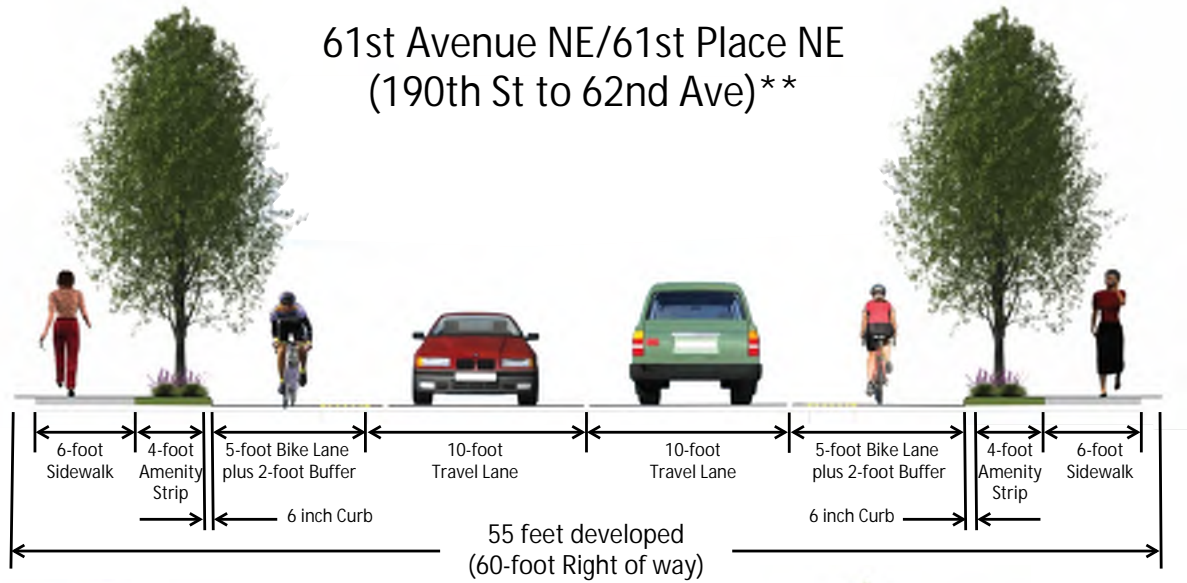 61st Avenue NE/61st Place NE
(190th St to 62nd Ave)**
6-foot
Sidewalk
4-foot
Amenity
Strip
5-foot Bike Lane
plus 2-foot Buffer
10-foot
Travel Lane
10-foot
Travel Lane
5-foot Bike Lane
plus 2-foot Buffer
4-foot
Amenity
Strip
6-foot
Sidewalk
6 inch Curb
6 inch Curb
55 feet developed
(60-foot Right of way)